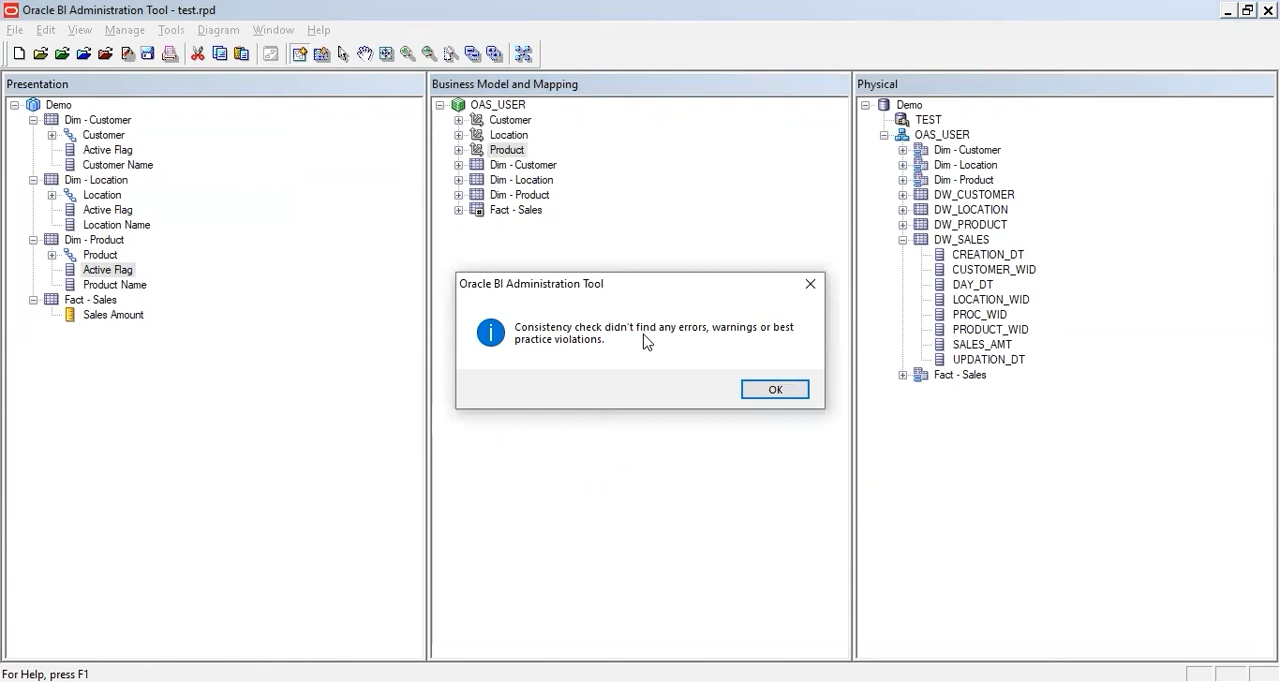 Oracle BI Administration Tool - test.rpd
File Edit View Manage Tools Diagram Window Help
Presentation
Demo
Dim - Customer
Customer
Active Flag
Customer Name
Dim - Location
Location
Active Flag
Location Name
Dim - Product
Product
Active Flag
Product Name
Fact - Sales
Sales Amount
Business Model and Mapping
OAS_USER
Customer
Location
Product
Dim - Customer
Dim - Location
Dim - Product
Fact - Sales
Oracle BI Administration Tool
Consistency check didn't find any errors, warnings or best
practice violations.
OK
Physical
Demo
TEST
OAS_USER
Dim - Customer
Dim - Location
Dim - Product
DW_CUSTOMER
DW_LOCATION
DW_PRODUCT
DW_SALES
CREATION_DT
CUSTOMER_WID
DAY_DT
LOCATION_WID
PROC_WID
PRODUCT_WID
SALES_AMT
UPDATION_DT
Fact - Sales
For Help, press F1